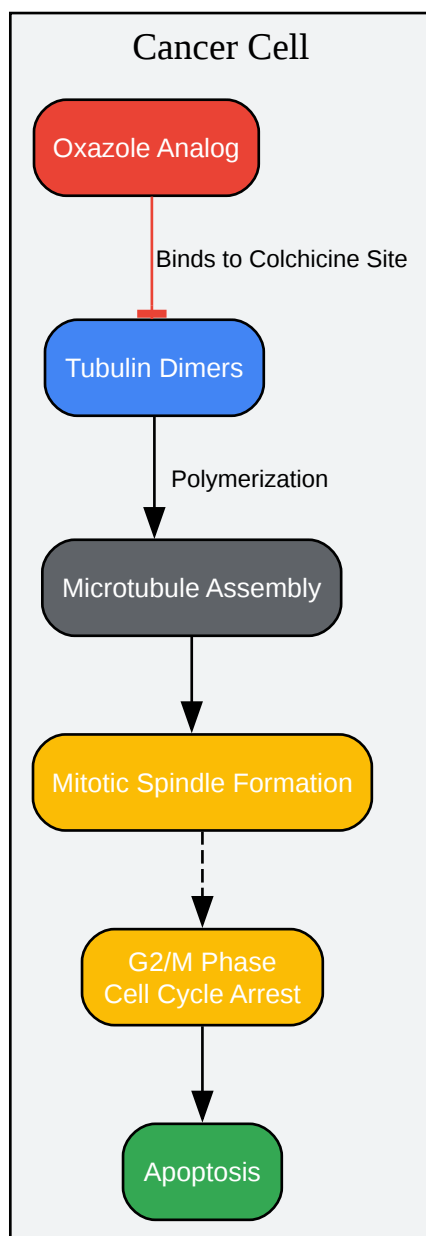 Cancer Cell
Oxazole Analog
Binds to Colchicine Site
Tubulin Dimers
Polymerization
Microtubule Assembly
Mitotic Spindle Formation
G2/M Phase
Cell Cycle Arrest
Apoptosis